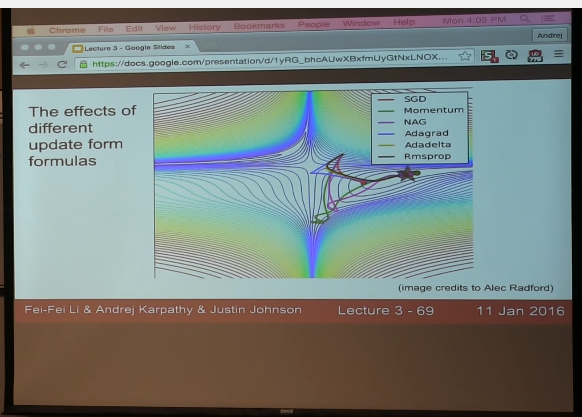 Chrome File Edit View History Bookmarks People Window Help Mon 4:08 PM
Lecture 3 - Google Slides ×
Andrej
https://docs.google.com/presentation/d/1yRG_bhcAUwXBxfmUyGtNxLNOX...
The effects of
different
update form
formulas
SGD
Momentum
NAG
Adagrad
Adadelta
Rmsprop
(image credits to Alec Radford)
Fei-Fei Li & Andrej Karpathy & Justin Johnson Lecture 3 - 69 11 Jan 2016